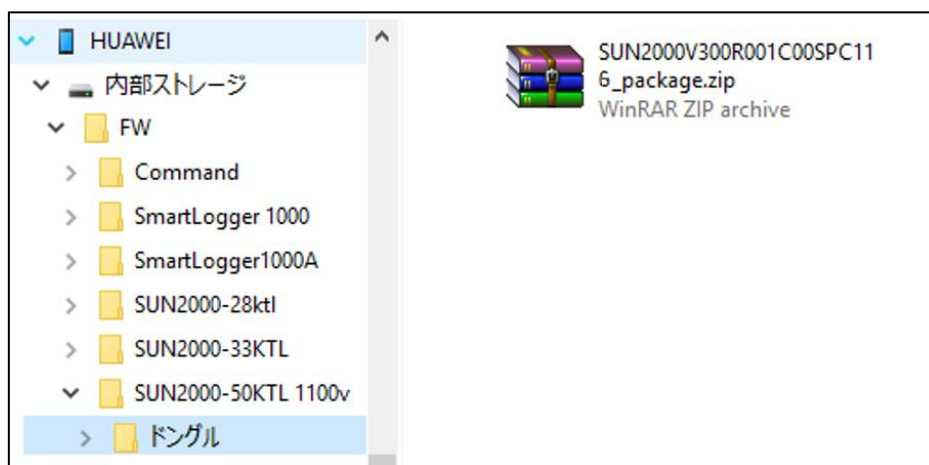 HUAWEI
内部ストレージ
FW
Command
SmartLogger 1000
SmartLogger1000A
SUN2000-28ktl
SUN2000-33KTL
SUN2000-50KTL 1100v
ドングル
SUN2000V300R001C00SPC11
6_package.zip
WinRAR ZIP archive